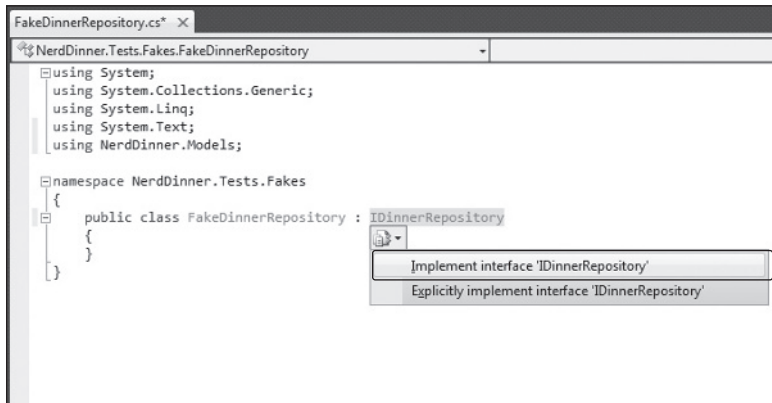 FakeDinnerRepository.cs*
NerdDinner.Tests.Fakes.FakeDinnerRepository
using System;
using System.Collections.Generic;
using System.Linq;
using System.Text;
using NerdDinner.Models;
namespace NerdDinner.Tests.Fakes
{
public class FakeDinnerRepository : IDinnerRepository
{
}
}
Implement interface 'IDinnerRepository'
Explicitly implement interface 'IDinnerRepository'